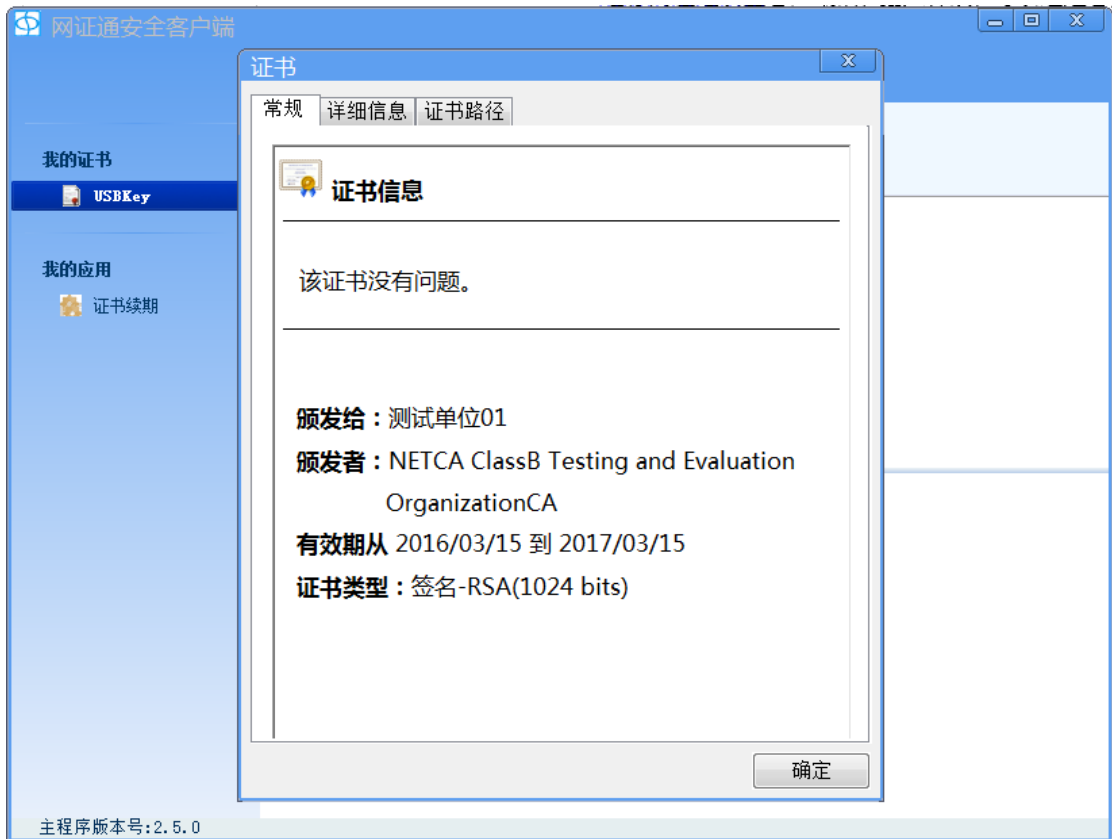 网证通安全客户端
证书
常规 详细信息 证书路径
我的证书
USBKey
我的应用
证书续期
证书信息
该证书没有问题。
颁发给：测试单位01
颁发者：NETCA ClassB Testing and Evaluation
OrganizationCA
有效期从 2016/03/15 到 2017/03/15
证书类型：签名-RSA(1024 bits)
确定
主程序版本号:2.5.0